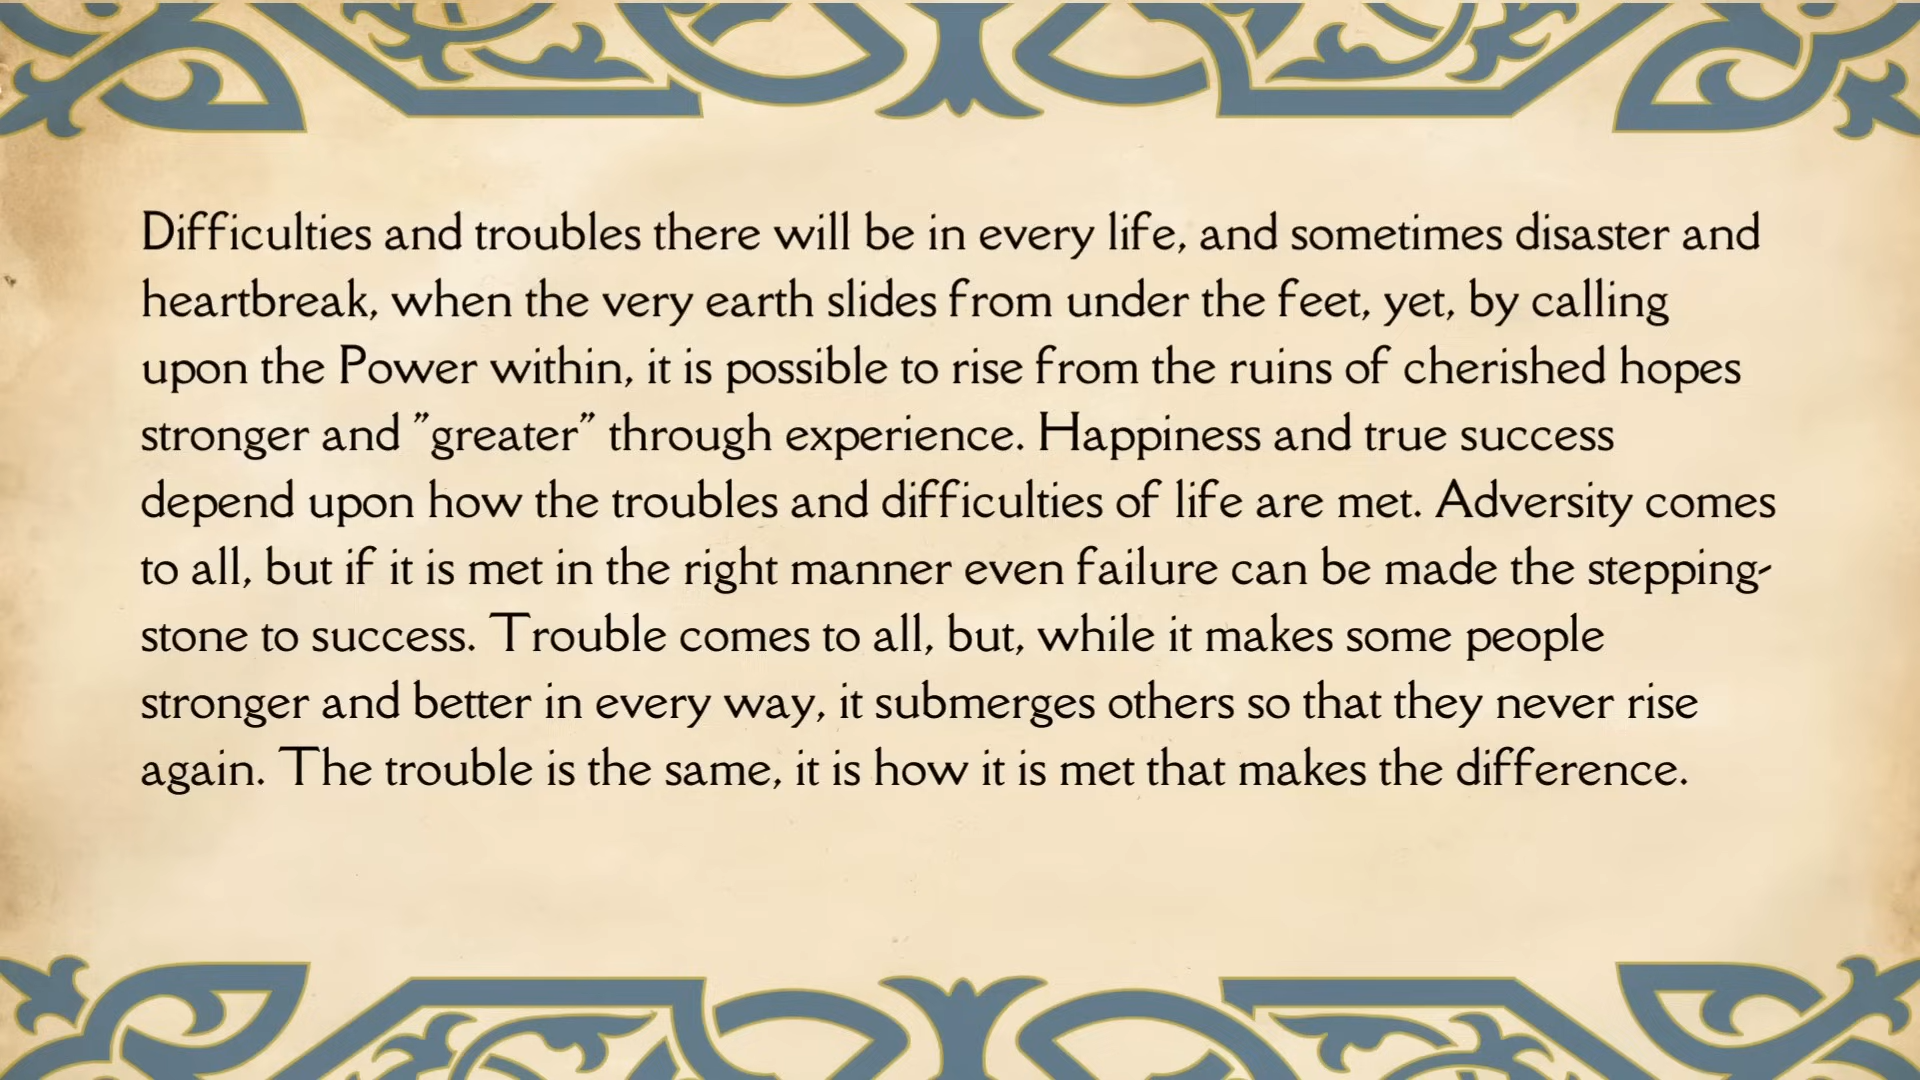 Difficulties and troubles there will be in every life, and sometimes disaster and
heartbreak, when the very earth slides from under the feet, yet, by calling
upon the Power within, it is possible to rise from the ruins of cherished hopes
stronger and "greater" through experience. Happiness and true success
depend upon how the troubles and difficulties of life are met. Adversity comes
to all, but if it is met in the right manner even failure can be made the stepping-
stone to success. Trouble comes to all, but, while it makes some people
stronger and better in every way, it submerges others so that they never rise
again. The trouble is the same, it is how it is met that makes the difference.